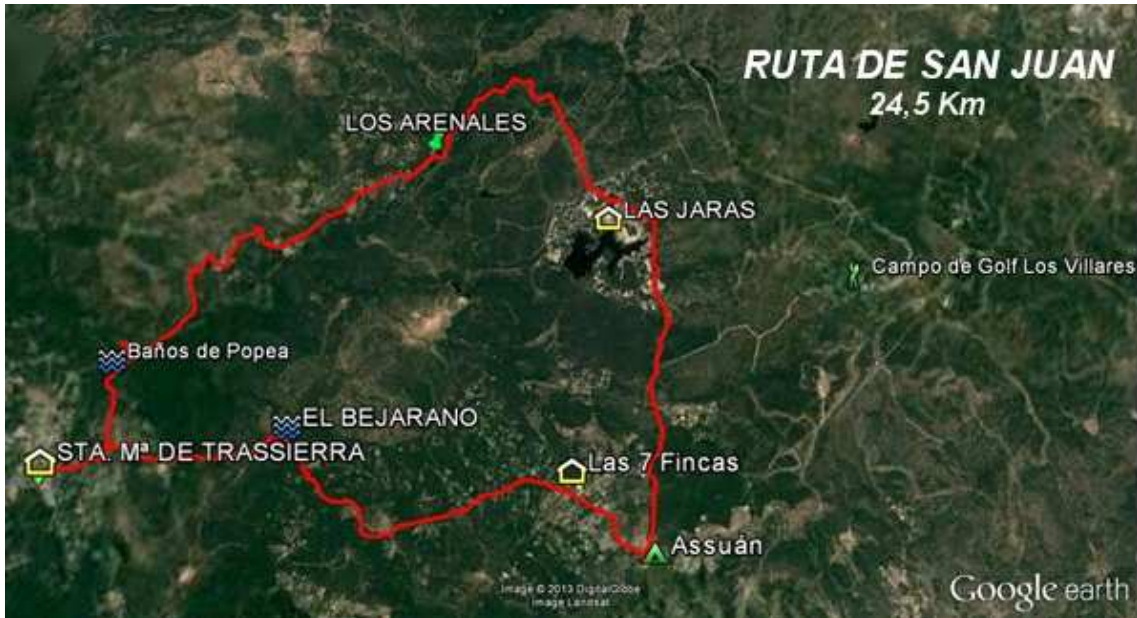 RUTA DE SAN JUAN
24,5 Km
LOS ARENALES
LAS JARAS
Campo de Golf Los Villares
Baños de Popea
EL BEJARANO
STA. Mª DE TRASSIERRA
Las 7 Fincas
Assuán
Image © 2013 DigitalGlobe
Image Landsat
Google earth